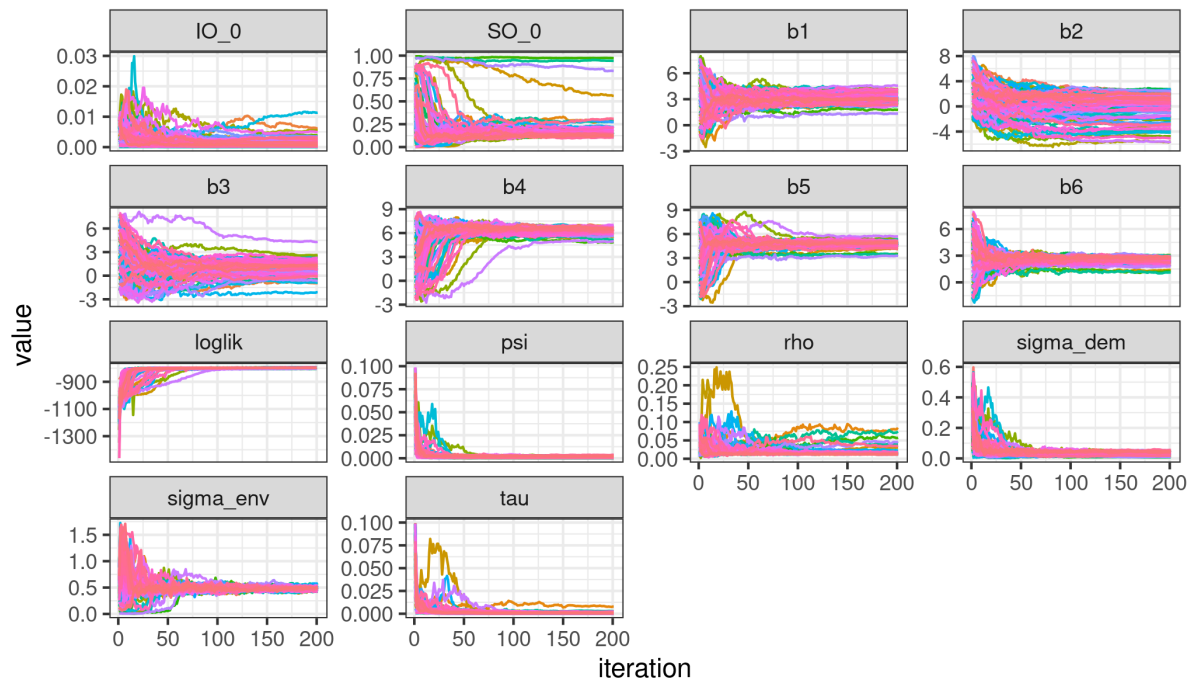 IO_0 SO_0 b1 b2
0.03 0.02 0.01 0.00
1.00 0.75 0.50 0.25 0.00
6 3 0 -3
8 4 0 -4
b3 b4 b5 b6
6 3 0 -3
9 6 3 0 -3
9 6 3 0 -3
6 3 0
value
loglik psi rho sigma_dem
-900 -1100 -1300
0.100 0.075 0.050 0.025 0.000
0.25 0.20 0.15 0.10 0.05 0.00
0.6 0.4 0.2 0.0
0 50 100 150 200
0 50 100 150 200
sigma_env tau
1.5 1.0 0.5 0.0
0.100 0.075 0.050 0.025 0.000
0 50 100 150 200
0 50 100 150 200
iteration